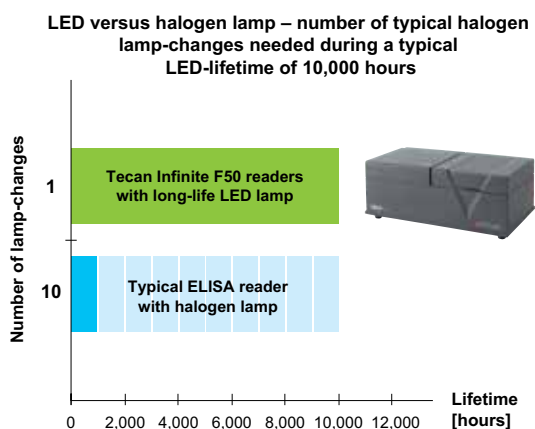 LED versus halogen lamp – number of typical halogen
lamp-changes needed during a typical
LED-lifetime of 10,000 hours
Number of lamp-changes
1
Tecan Infinite F50 readers
with long-life LED lamp
10
Typical ELISA reader
with halogen lamp
0 2,000 4,000 6,000 8,000 10,000 12,000
Lifetime
[hours]